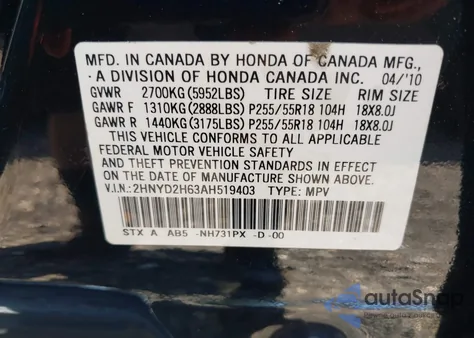 MFD. IN CANADA BY HONDA OF CANADA MFG.,
A DIVISION OF HONDA CANADA INC. 04/'10
GVWR 2700KG(5952LBS) TIRE SIZE RIM SIZE
GAWR F 1310KG(2888LBS) P255/55R18 104H 18X8.0J
GAWR R 1440KG(3175LBS) P255/55R18 104H 18X8.0J
THIS VEHICLE CONFORMS TO ALL APPLICABLE
FEDERAL MOTOR VEHICLE SAFETY
AND THEFT PREVENTION STANDARDS IN EFFECT
ON THE DATE OF MANUFACTURE SHOWN ABOVE.
V.I.N.:2HNYD2H63AH519403 TYPE: MPV
STX A AB5 -NH731PX -D -00
autoSnap